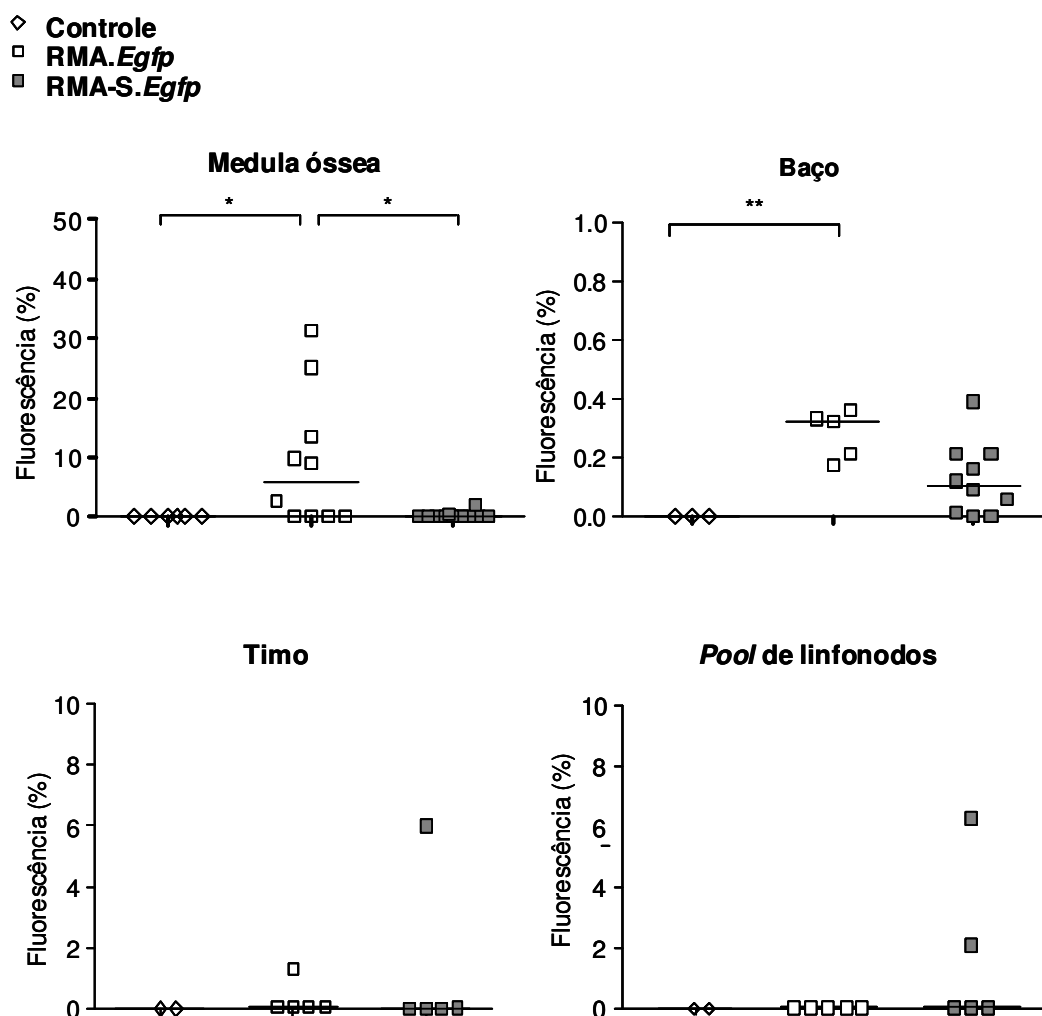 Controle
RMA.Egfp
RMA-S.Egfp
Medula óssea
* *
Fluorescência (%)
50
40
30
20
10
0
Baço
**
Fluorescência (%)
1.0
0.8
0.6
0.4
0.2
0.0
Timo
Fluorescência (%)
10
8
6
4
2
0
Pool de linfonodos
Fluorescência (%)
10
8
6
4
2
0